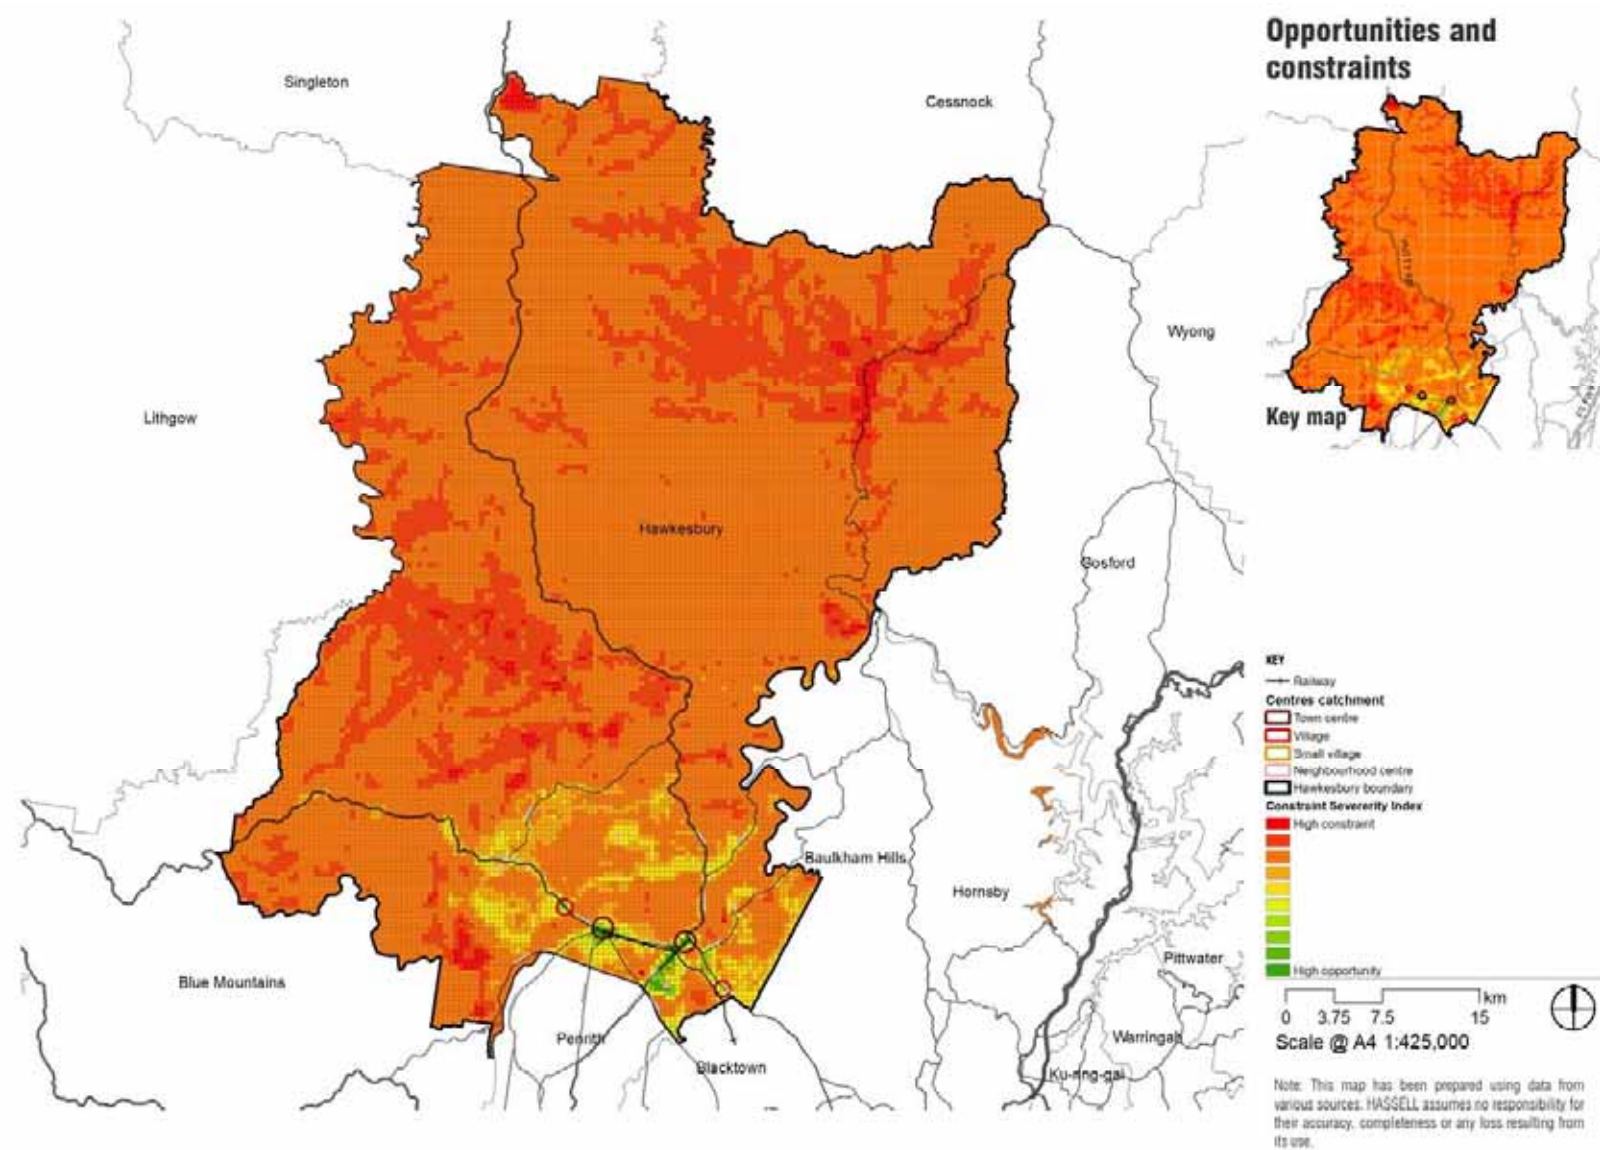 Opportunities and
constraints
Singleton
Cessnock
Wyong
Lithgow
Key map
Hawkesbury
Gosford
KEY
Railway
Centres catchment
Town centre
Village
Small village
Neighbourhood centre
Hawkesbury boundary
Constraint Severerity Index
High constraint
Baulkham Hills
Hornsby
Pittwater
High opportunity
Blue Mountains
km
0 3.75 7.5 15
Penrith
Warringah
Scale @ A4 1:425,000
Blacktown
Ku-ring-gai
Note: This map has been prepared using data from
various sources. HASSELL assumes no responsibility for
their accuracy, completeness or any loss resulting from
its use.